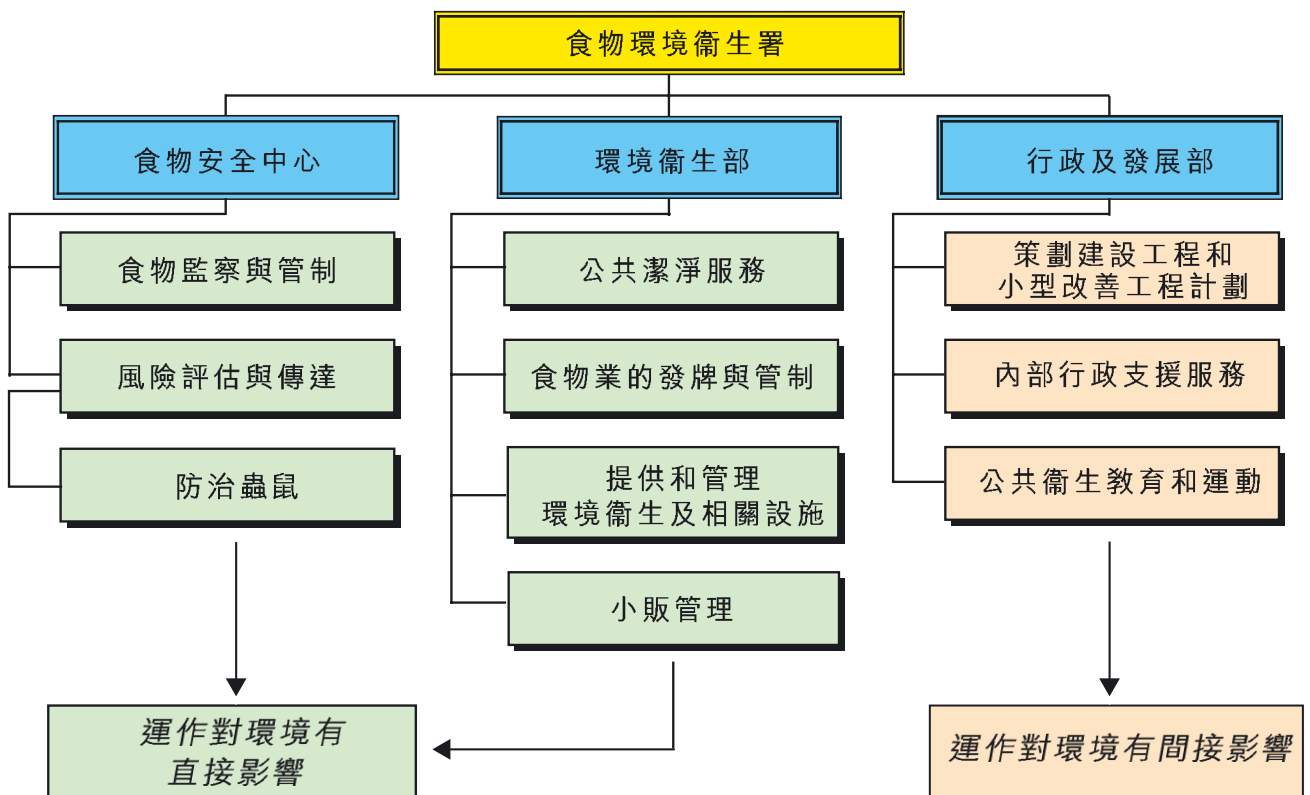 食物環境衞生署
食物安全中心
環境衞生部
行政及發展部
食物監察與管制
風險評估與傳達
防治蟲鼠
公共潔淨服務
食物業的發牌與管制
提供和管理
環境衞生及相關設施
小販管理
策劃建設工程和
小型改善工程計劃
內部行政支援服務
公共衞生教育和運動
運作對環境有
直接影響
運作對環境有間接影響